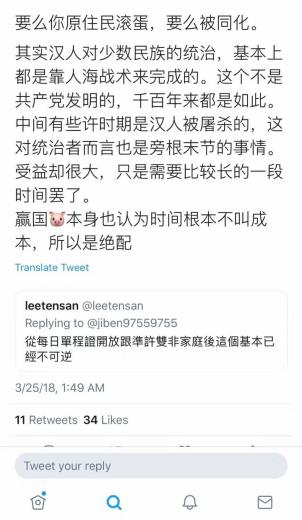 要么你原住民滚蛋，要么被同化。
其实汉人对少数民族的统治，基本上
都是靠人海战术来完成的。这个不是
共产党发明的，千百年来都是如此。
中间有些许时期是汉人被屠杀的，这
对统治者而言也是旁根末节的事情。
受益却很大，只是需要比较长的一段
时间罢了。
赢国🐷本身也认为时间根本不叫成
本，所以是绝配
Translate Tweet
leetensan @leetensan
Replying to @jiben97559755
從每日單程證開放跟準許雙非家庭後這個基本已
經不可逆
3/25/18, 1:49 AM
11 Retweets 34 Likes
Tweet your reply